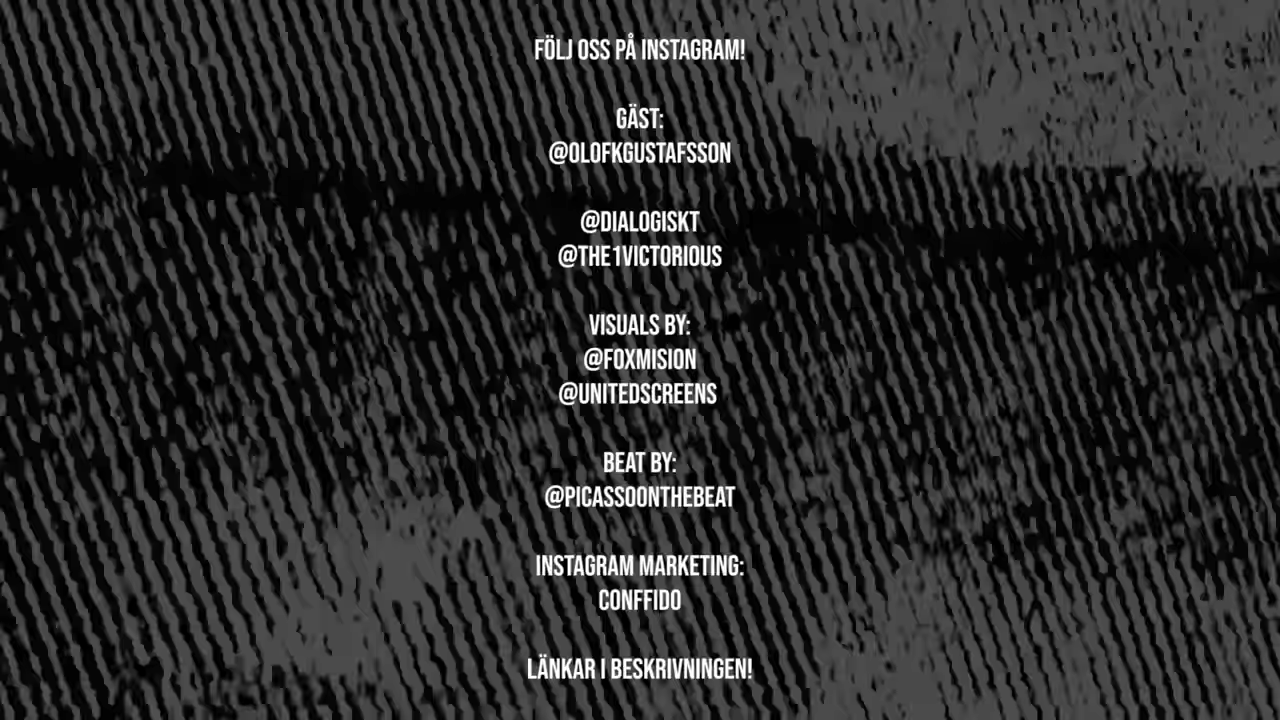 FÖLJ OSS PÅ INSTAGRAM!
GÄST:
@OLOFKGUSTAFSSON
@DIALOGISKT
@THE1VICTORIOUS
VISUALS BY:
@FOXMISION
@UNITEDSCREENS
BEAT BY:
@PICASSOONTHEBEAT
INSTAGRAM MARKETING:
CONFFIDO
LÄNKAR I BESKRIVNINGEN!